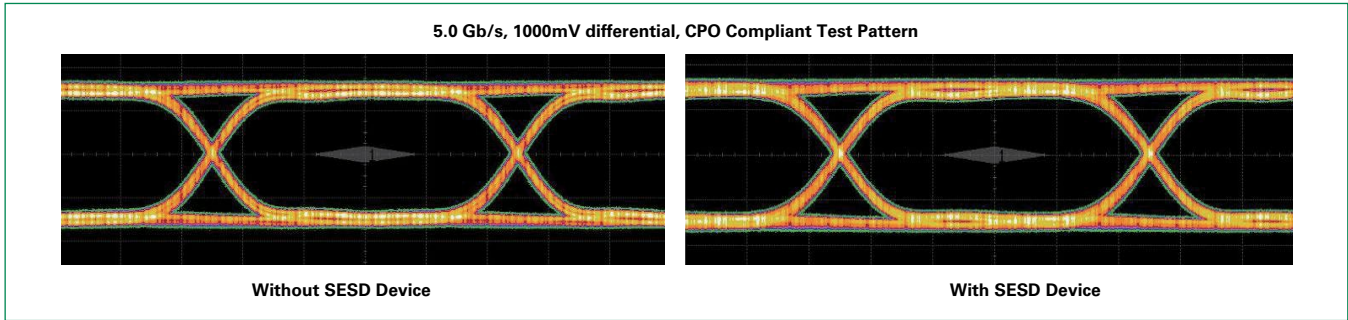 5.0 Gb/s, 1000mV differential, CPO Compliant Test Pattern
Without SESD Device
With SESD Device